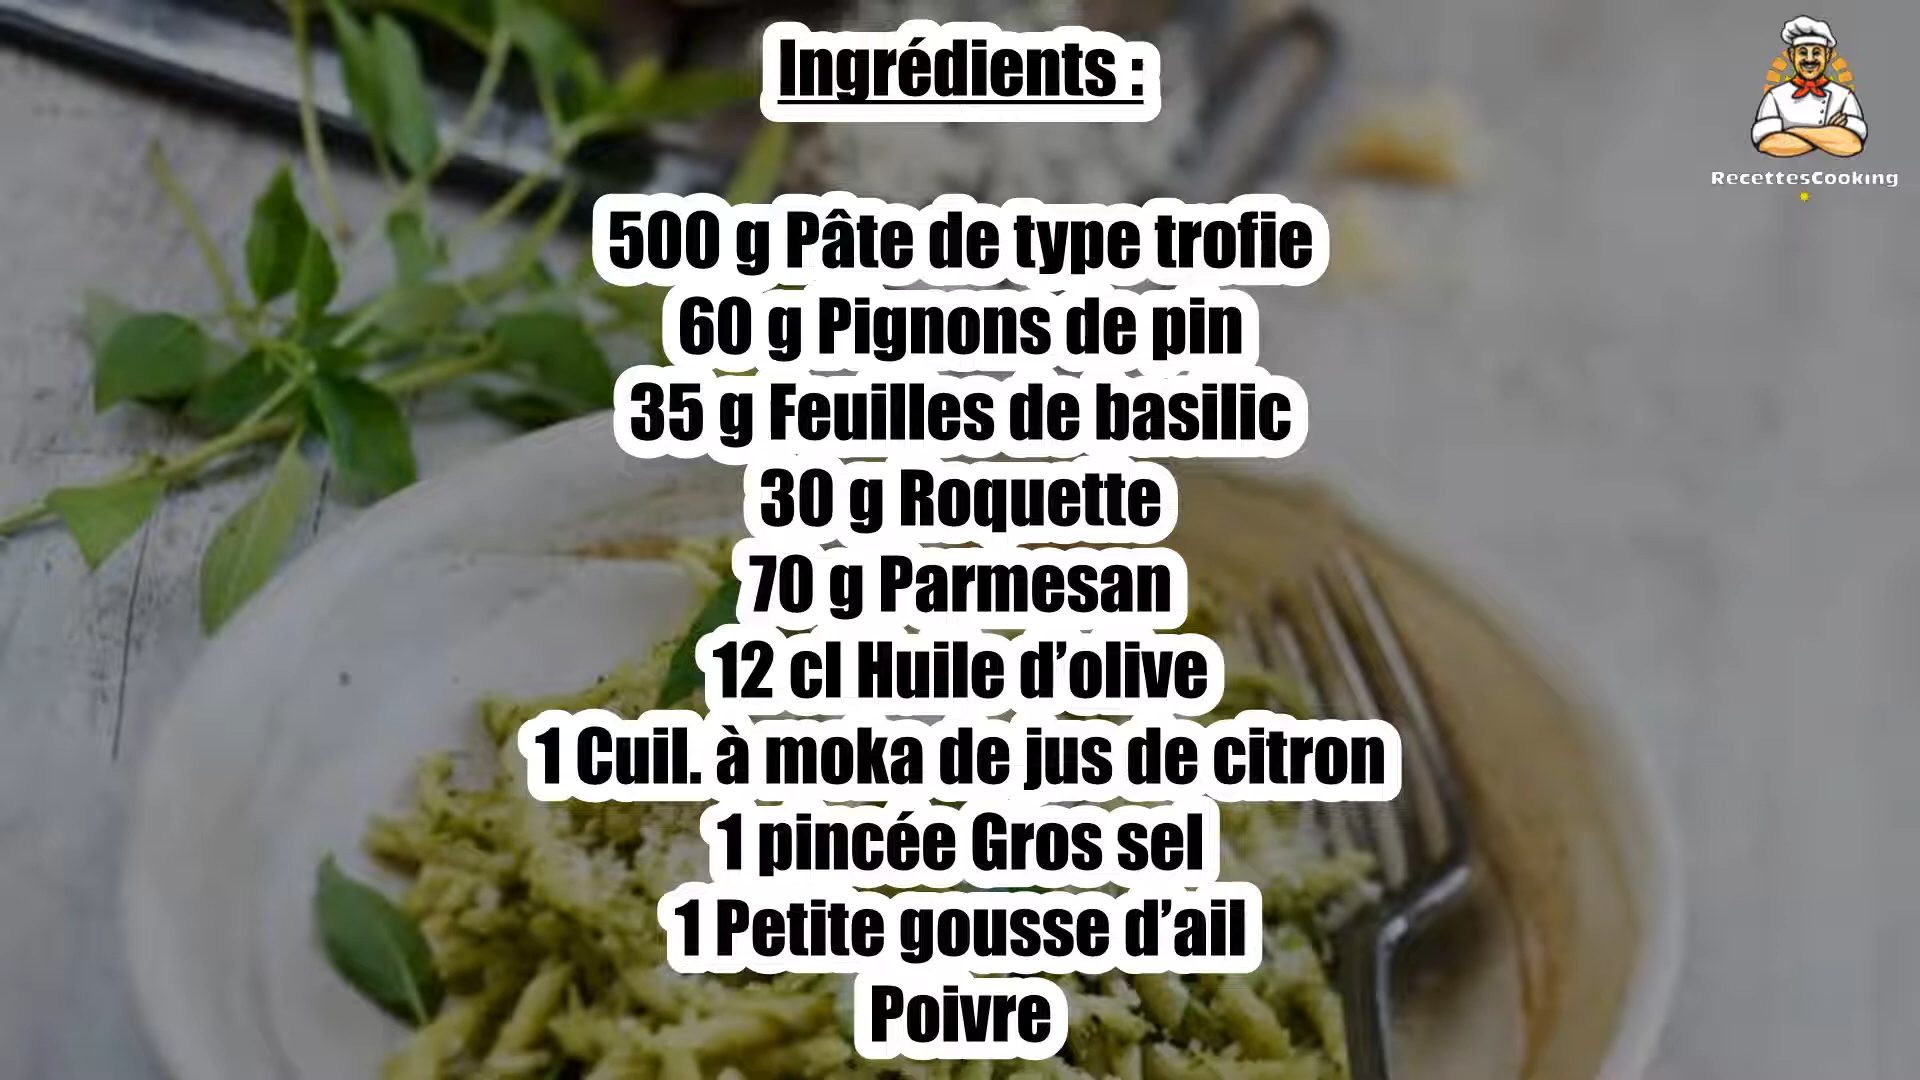 Ingrédients :
RecettesCooking
500 g Pâte de type trofie
60 g Pignons de pin
35 g Feuilles de basilic
30 g Roquette
70 g Parmesan
12 cl Huile d’olive
1 Cuil. à moka de jus de citron
1 pincée Gros sel
1 Petite gousse d’ail
Poivre